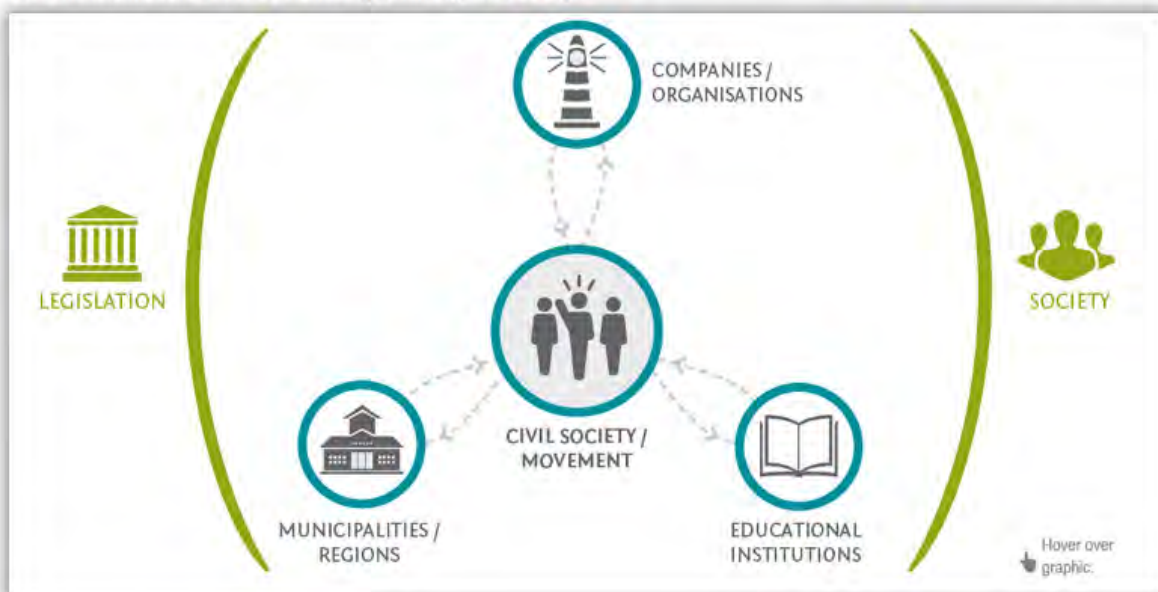 COMPANIES /
ORGANISATIONS
LEGISLATION
SOCIETY
CIVIL SOCIETY /
MOVEMENT
MUNICIPALITIES /
REGIONS
EDUCATIONAL
INSTITUTIONS
Hover over
graphic.